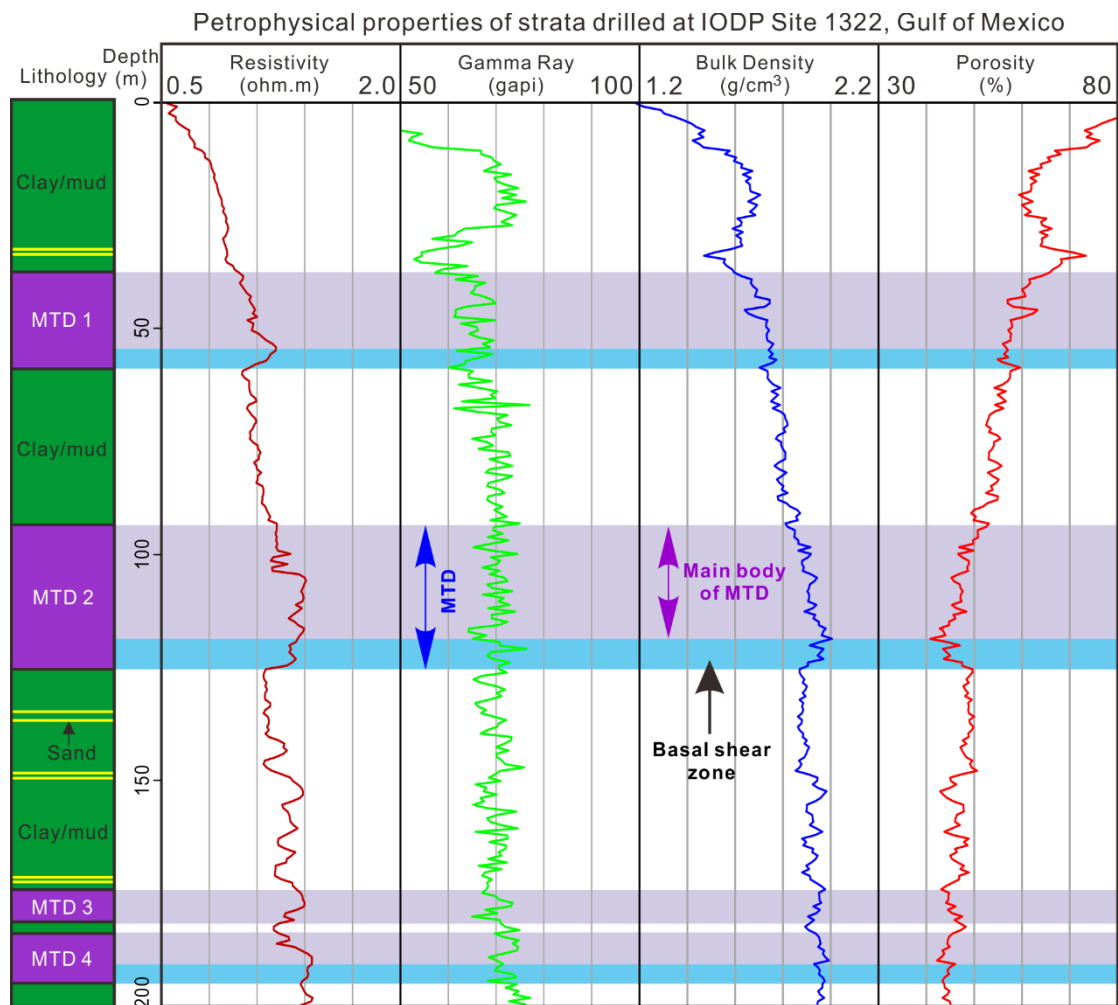 Petrophysical properties of strata drilled at IODP Site 1322, Gulf of Mexico
Lithology
Depth
(m)
Resistivity
(ohm.m)
0.5 2.0
Gamma Ray
(gapi)
50 100
Bulk Density
(g/cm³)
1.2 2.2
Porosity
(%)
30 80
0
Clay/mud
MTD 1
50
Clay/mud
100
MTD 2
MTD
Main body
of MTD
Basal shear
zone
Sand
150
Clay/mud
MTD 3
MTD 4
200